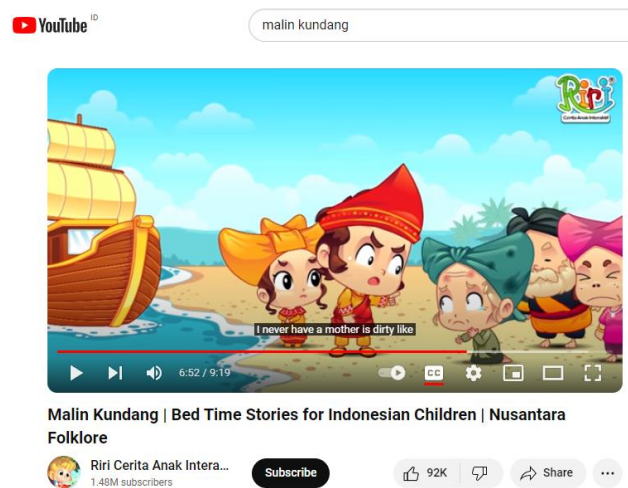 YouTube ID
malin kundang
Riri
Cerita Anak Interaktif
I never have a mother is dirty like
6:52 / 9:19
CC
Malin Kundang | Bed Time Stories for Indonesian Children | Nusantara
Folklore
Riri Cerita Anak Intera...
1.48M subscribers
Subscribe
92K
Share